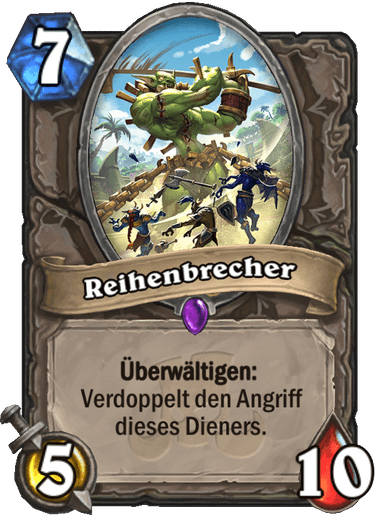 7
Reihenbrecher
Überwältigen:
Verdoppelt den Angriff
dieses Dieners.
5
10